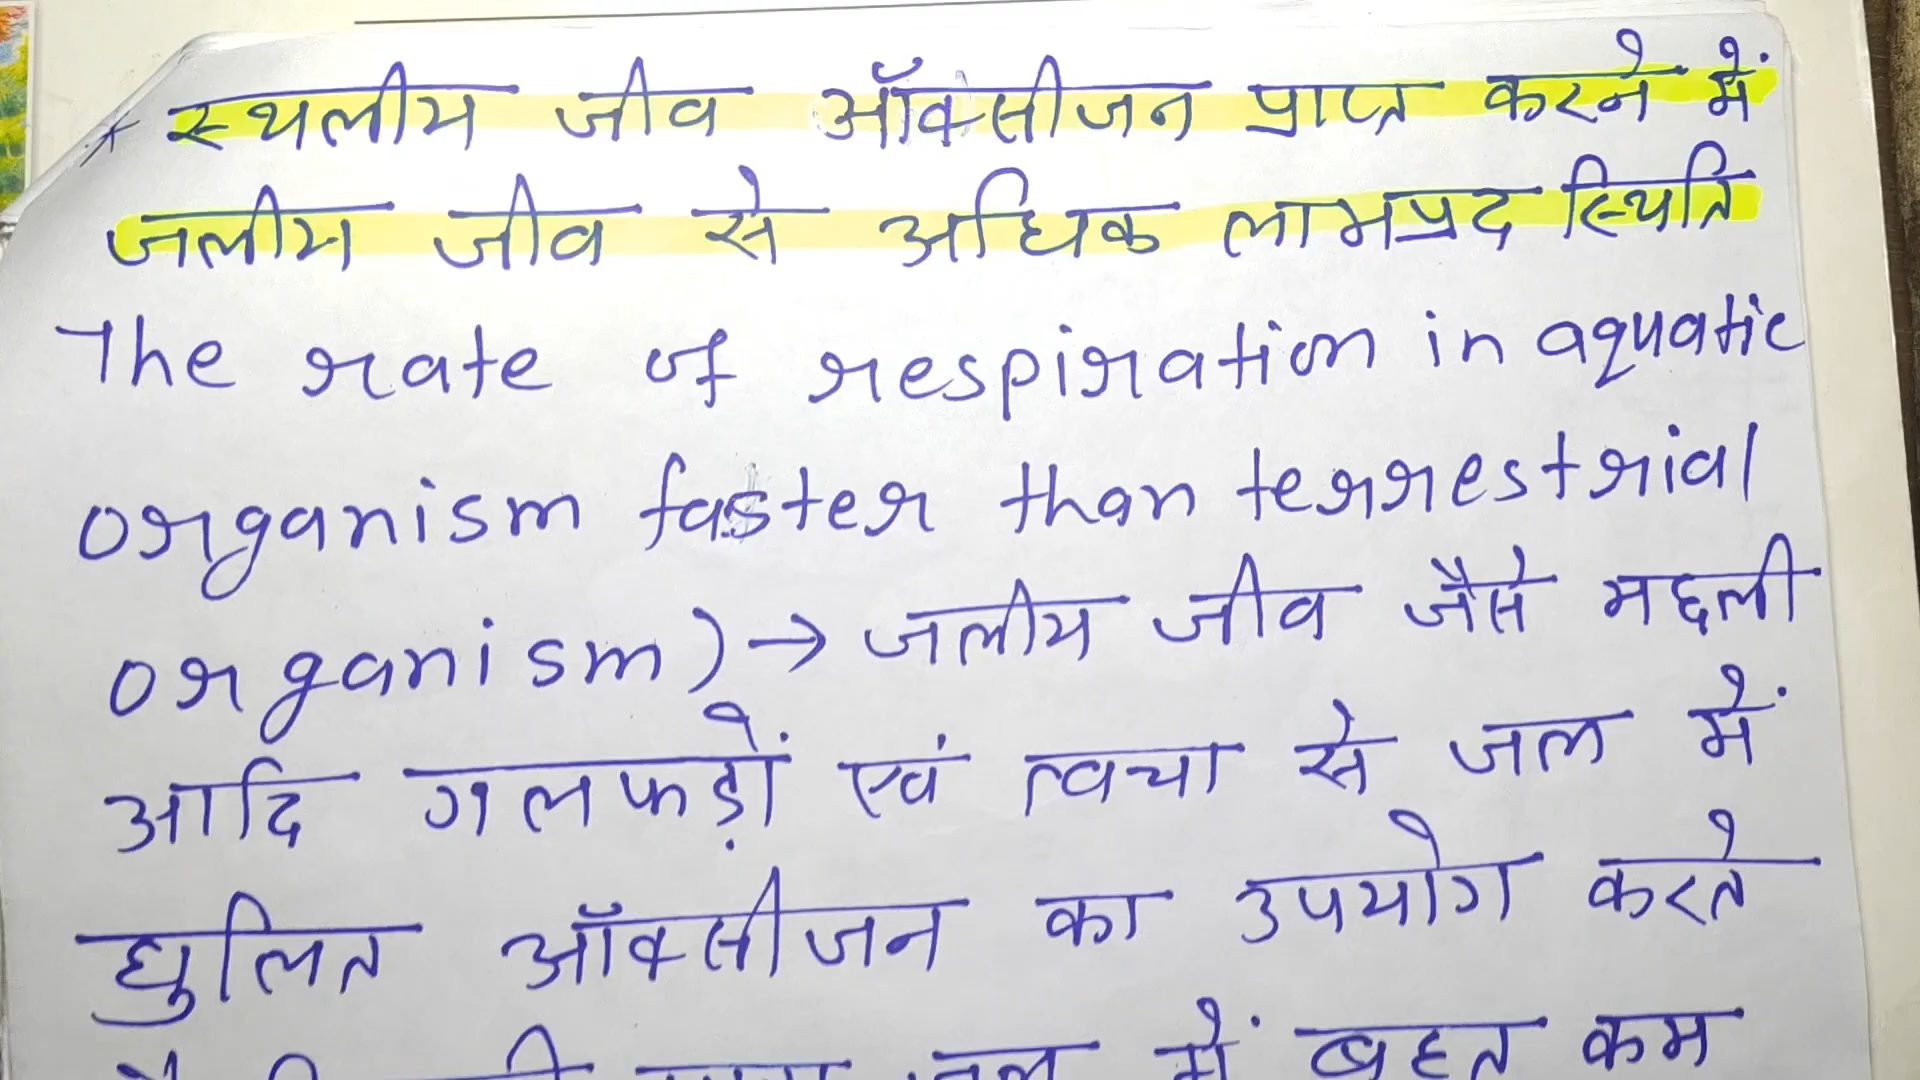 * स्थलीय जीव ऑक्सीजन प्राप्त करने में
जलीय जीव से अधिक लाभप्रद स्थिति
The rate of respiration in aquatic
organism faster than terrestrial
organism) → जलीय जीव जैसे मछली
आदि गलफड़ों एवं त्वचा से जल में
घुलित ऑक्सीजन का उपयोग करते
जल में बहुत कम